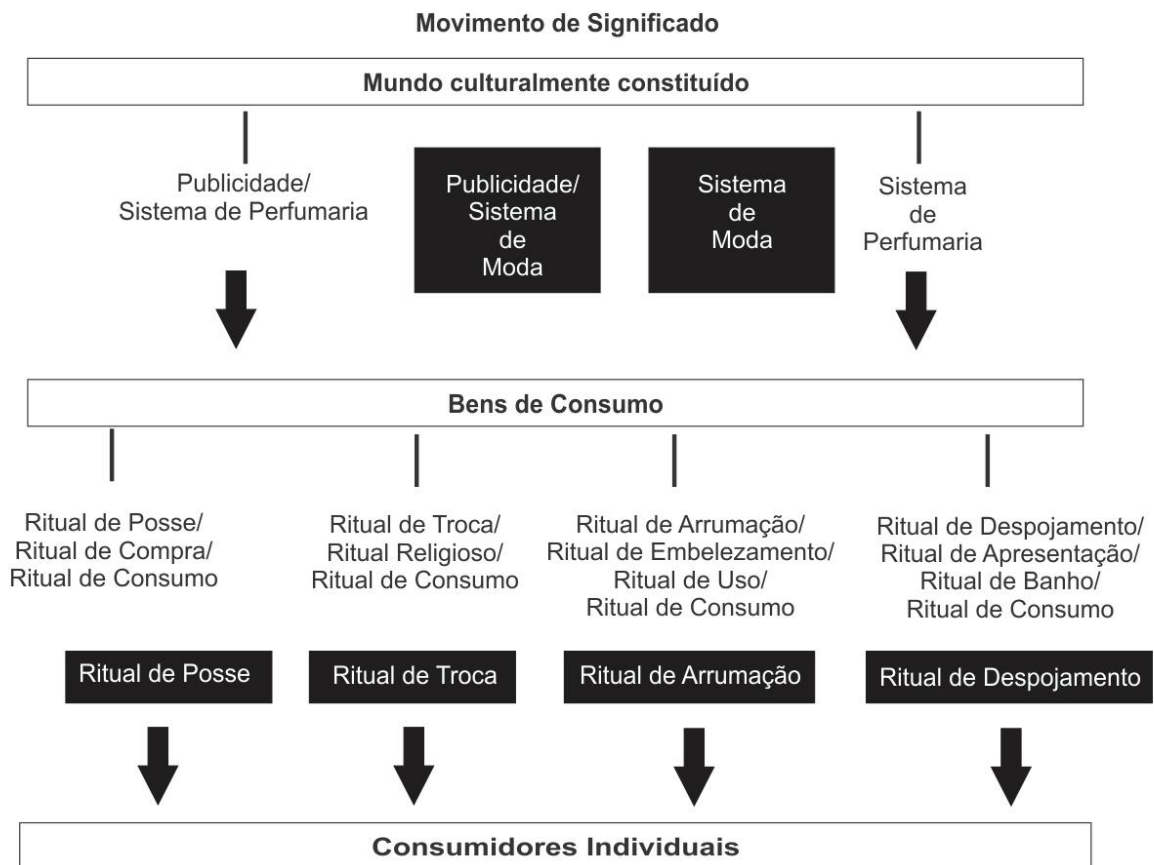 Movimento de Significado
Mundo culturalmente constituído
Publicidade/
Sistema de Perfumaria
Publicidade/
Sistema
de
Moda
Sistema
de
Moda
Sistema
de
Perfumaria
Bens de Consumo
Ritual de Posse/
Ritual de Compra/
Ritual de Consumo
Ritual de Troca/
Ritual Religioso/
Ritual de Consumo
Ritual de Arrumação/
Ritual de Embelezamento/
Ritual de Uso/
Ritual de Consumo
Ritual de Despojamento/
Ritual de Apresentação/
Ritual de Banho/
Ritual de Consumo
Ritual de Posse
Ritual de Troca
Ritual de Arrumação
Ritual de Despojamento
Consumidores Individuais